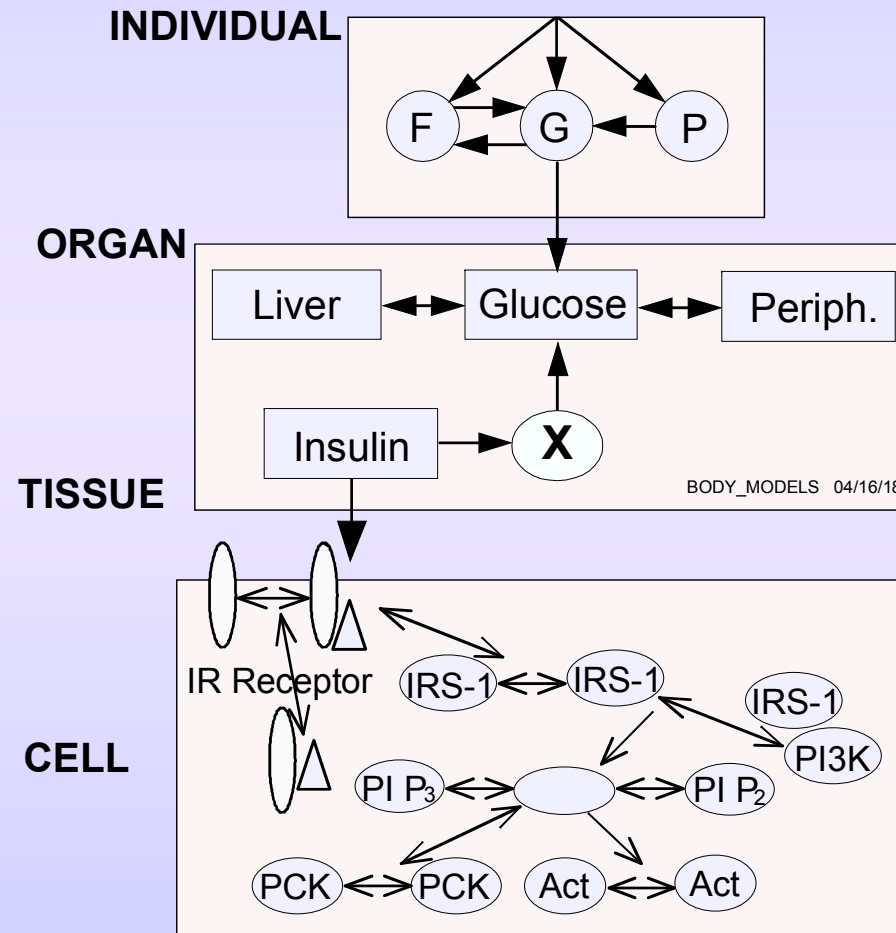 INDIVIDUAL
F
G
P
ORGAN
Liver
Glucose
Periph.
Insulin
X
TISSUE
BODY_MODELS 04/16/18
IR Receptor
IRS-1
IRS-1
IRS-1
CELL
PI3K
PI P3
PI P2
PCK
PCK
Act
Act